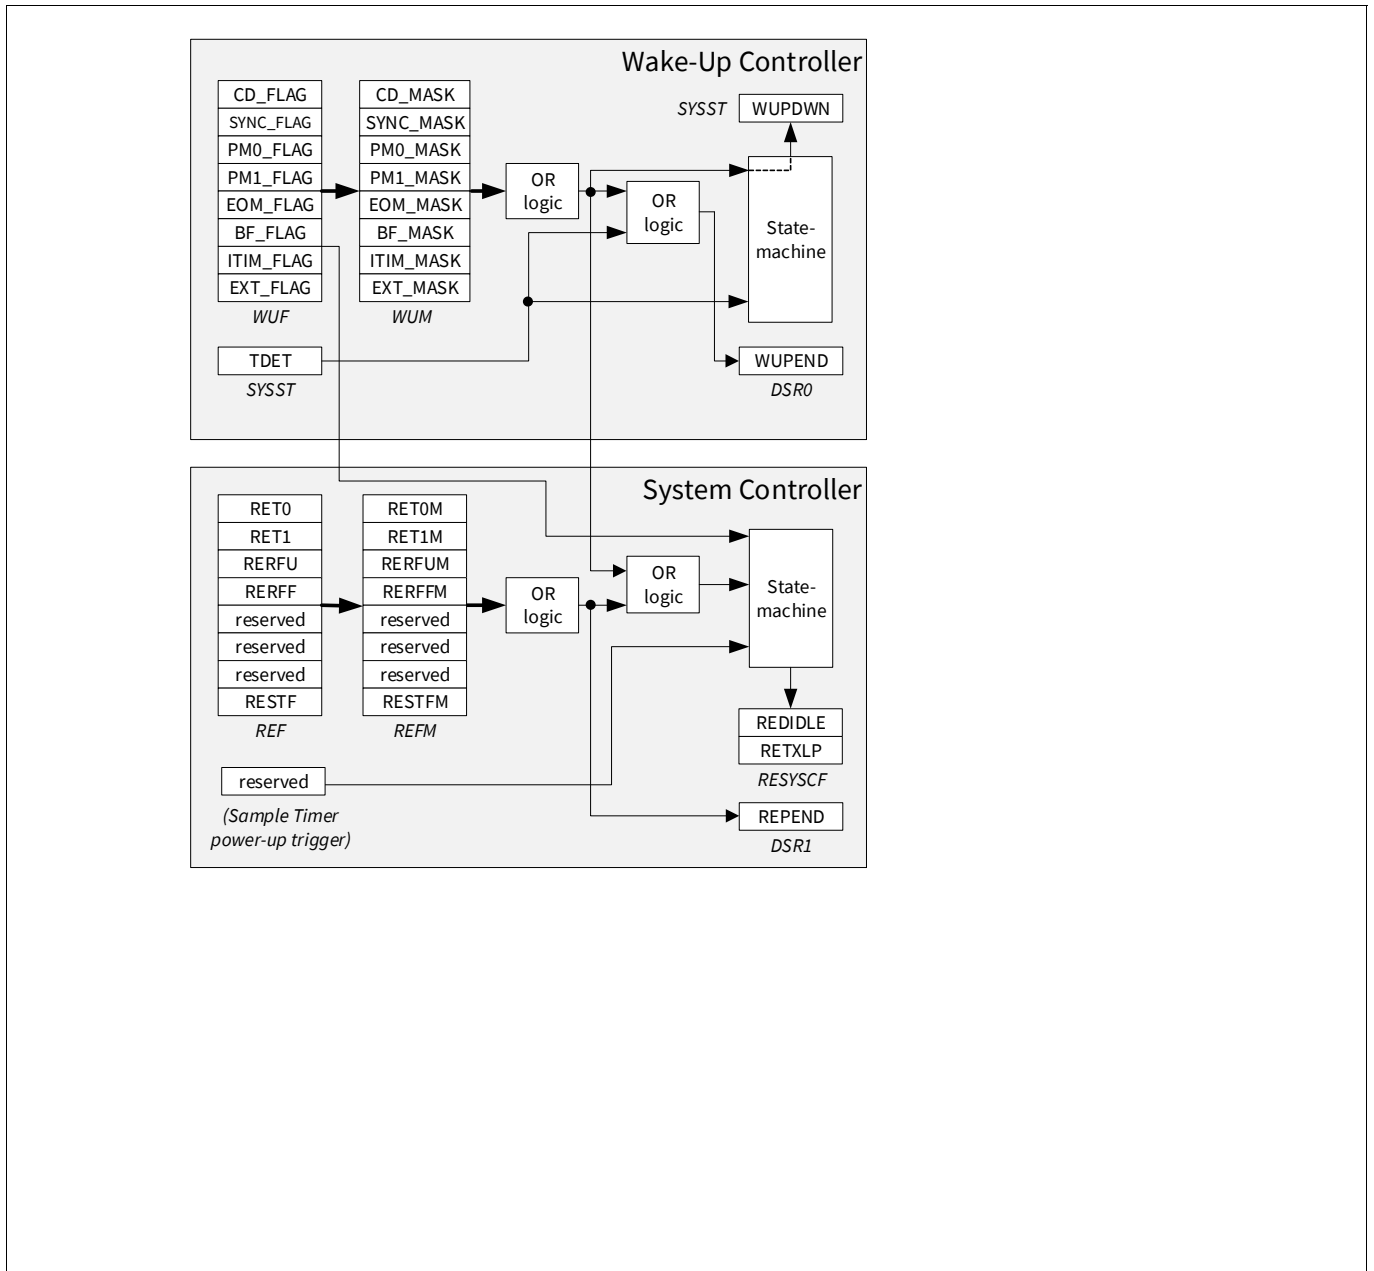 Wake-Up Controller
CD_FLAG
SYNC_FLAG
PM0_FLAG
PM1_FLAG
EOM_FLAG
BF_FLAG
ITIM_FLAG
EXT_FLAG
WUF
CD_MASK
SYNC_MASK
PM0_MASK
PM1_MASK
EOM_MASK
BF_MASK
ITIM_MASK
EXT_MASK
WUM
OR
logic
OR
logic
SYSST
WUPDWN
State-
machine
TDET
SYSST
WUPEND
DSR0
System Controller
RET0
RET1
RERFU
RERFF
reserved
reserved
reserved
RESTF
REF
RET0M
RET1M
RERFUM
RERFFM
reserved
reserved
reserved
RESTFM
REFM
OR
logic
OR
logic
State-
machine
REDIDLE
RETXLP
RESYSCF
reserved
(Sample Timer
power-up trigger)
REPEND
DSR1